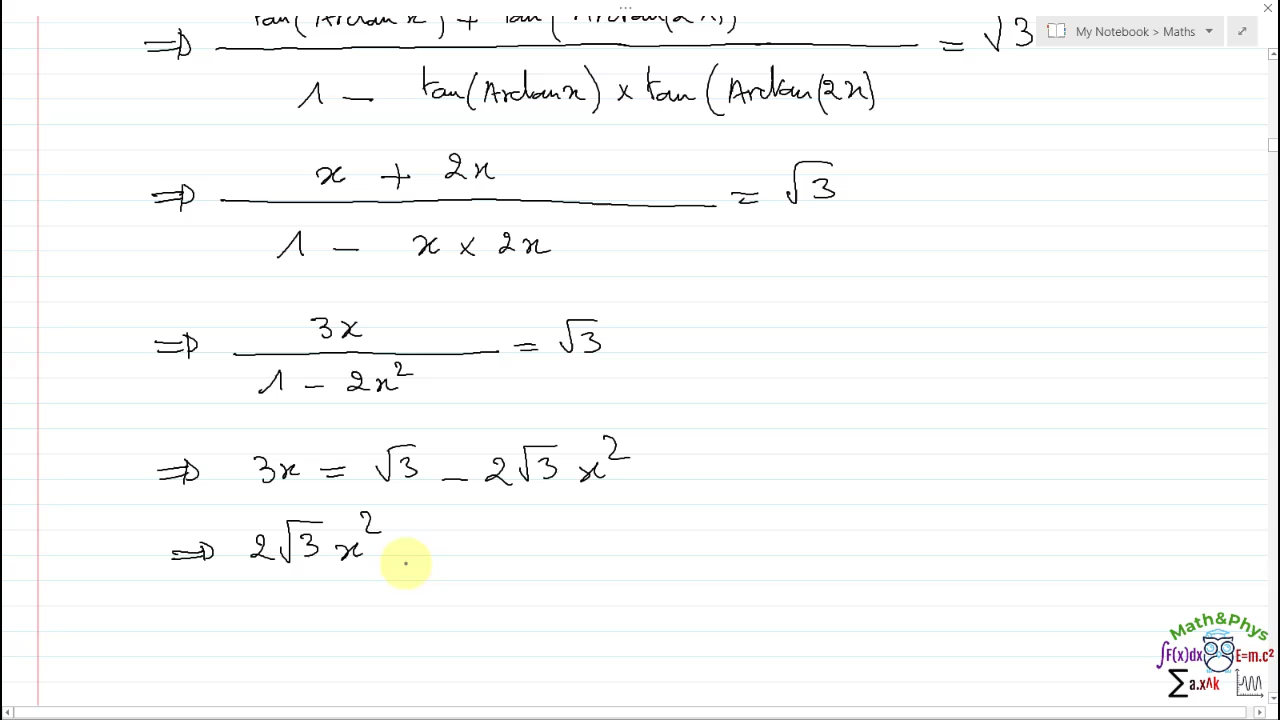 tan(Arctan x) + tan(Arctan(2x))
⇒ ─────────────── = √3
1 − tan(Arctan x) × tan(Arctan(2x)
My Notebook > Maths
x + 2x
⇒ ─────────────── = √3
1 − x × 2x
3x
⇒ ─────────────── = √3
1 − 2x²
⇒ 3x = √3 − 2√3 x²
⇒ 2√3 x²
Math&Phys
∫F(x)dx E=m.c²
∑ a.x^k